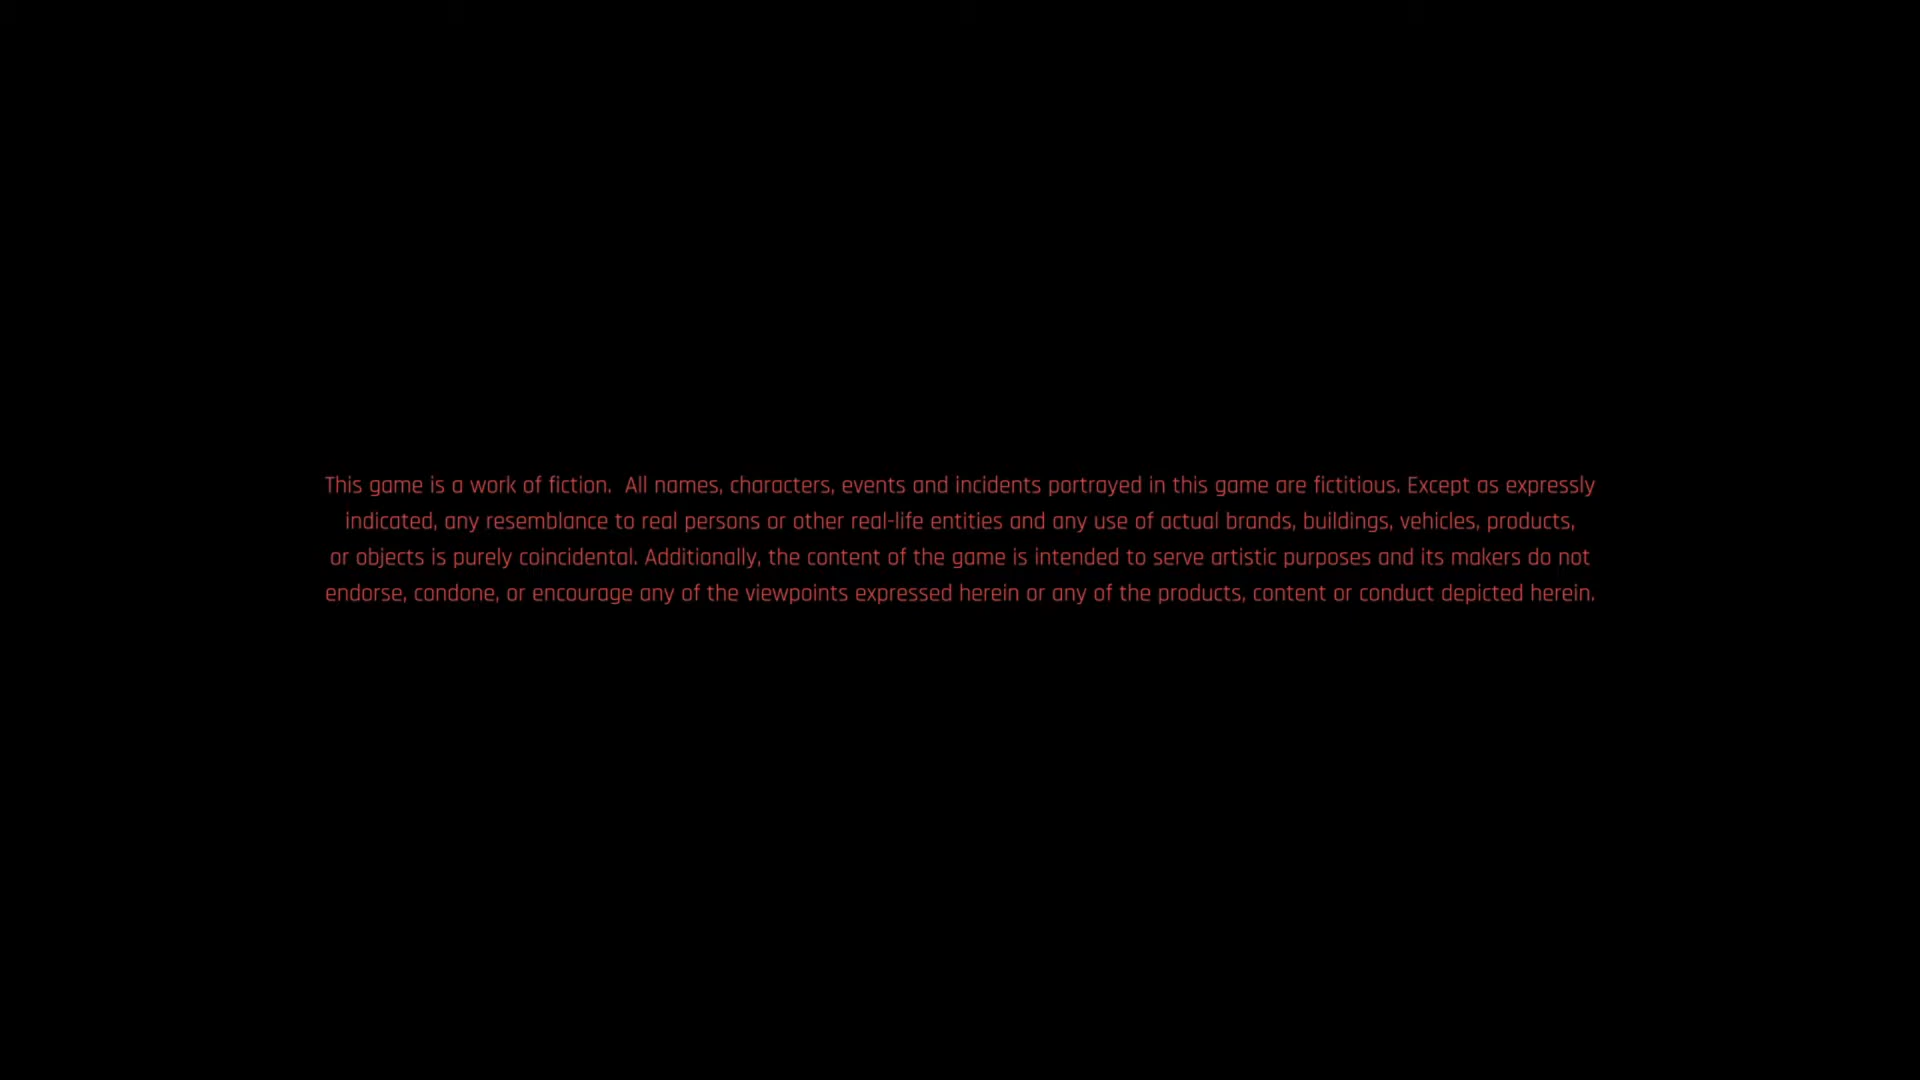 This game is a work of fiction.  All names, characters, events and incidents portrayed in this game are fictitious. Except as expressly
indicated, any resemblance to real persons or other real-life entities and any use of actual brands, buildings, vehicles, products,
or objects is purely coincidental. Additionally, the content of the game is intended to serve artistic purposes and its makers do not
endorse, condone, or encourage any of the viewpoints expressed herein or any of the products, content or conduct depicted herein.